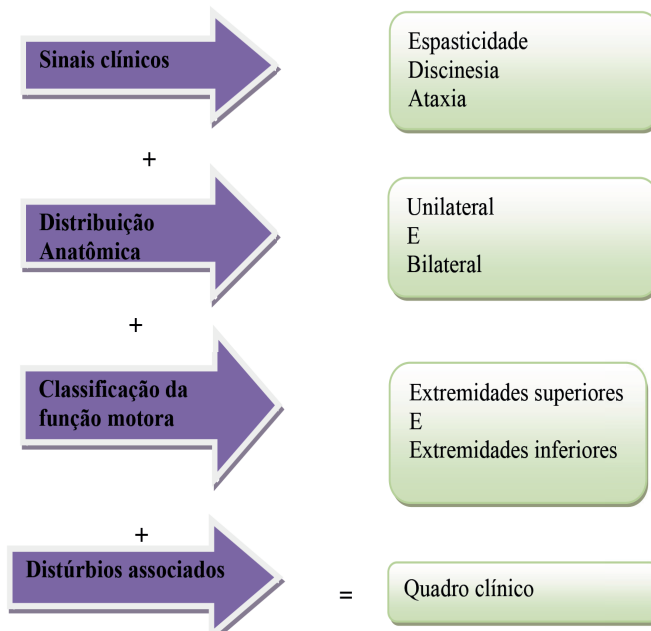 Sinais clínicos
Espasticidade
Discinesia
Ataxia
+
Distribuição
Anatômica
Unilateral
E
Bilateral
+
Classificação da
função motora
Extremidades superiores
E
Extremidades inferiores
+
Distúrbios associados
=
Quadro clínico